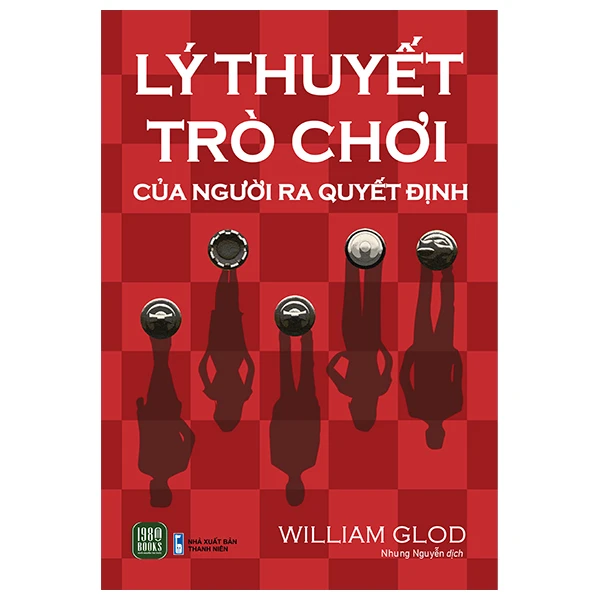 LÝ THUYẾT
TRÒ CHƠI
CỦA NGƯỜI RA QUYẾT ĐỊNH
1980
BOOKS
NHÀ XUẤT BẢN
THANH NIÊN
WILLIAM GLOD
Nhung Nguyễn dịch